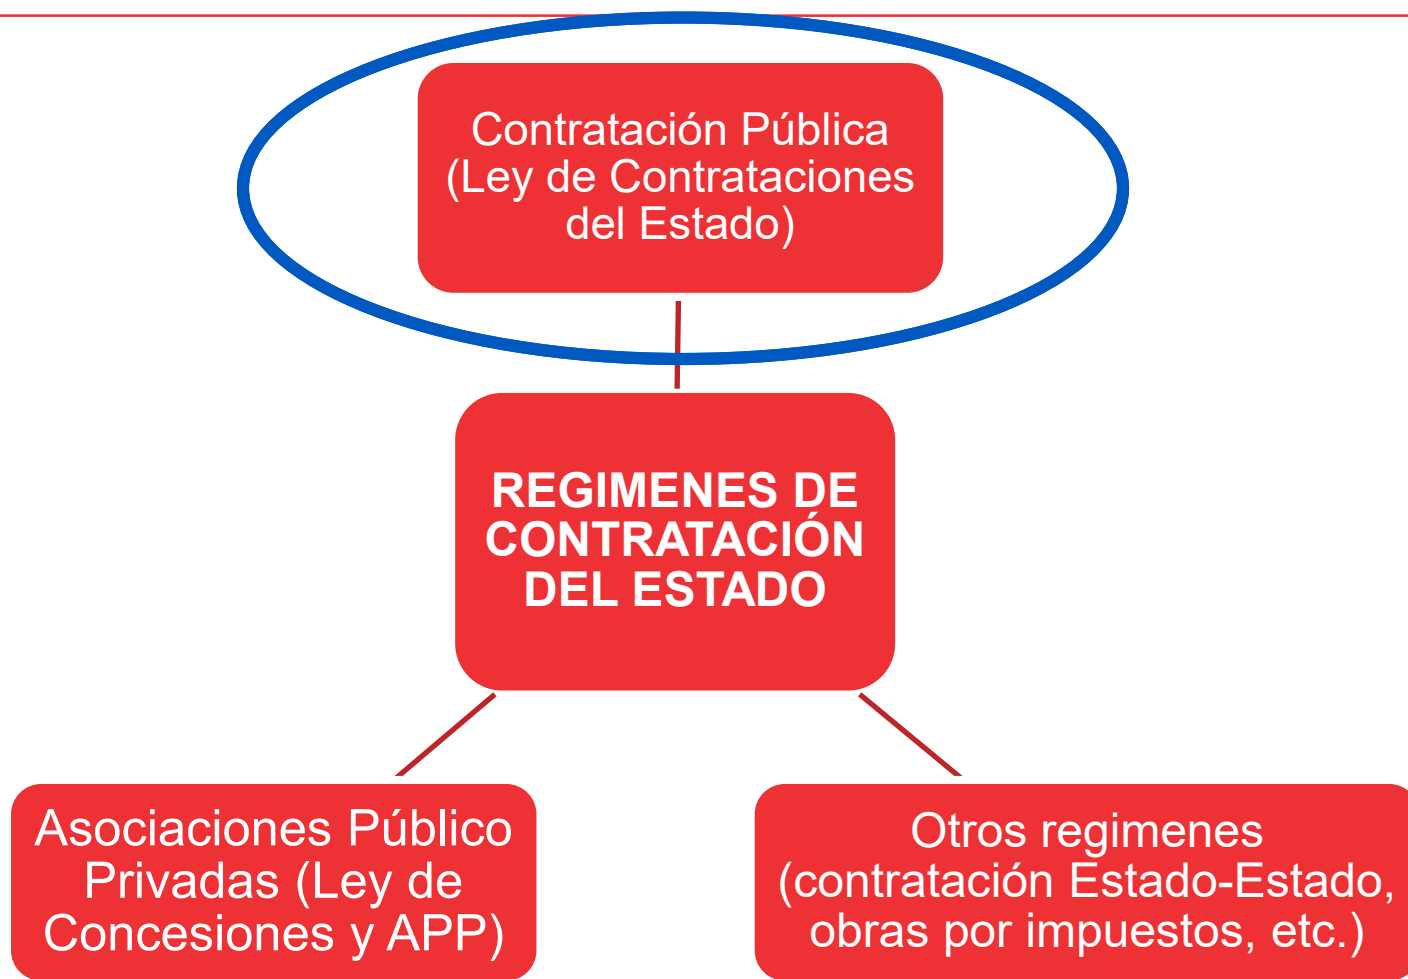 Contratación Pública
(Ley de Contrataciones
del Estado)
REGIMENES DE
CONTRATACIÓN
DEL ESTADO
Asociaciones Público
Privadas (Ley de
Concesiones y APP)
Otros regimenes
(contratación Estado-Estado,
obras por impuestos, etc.)